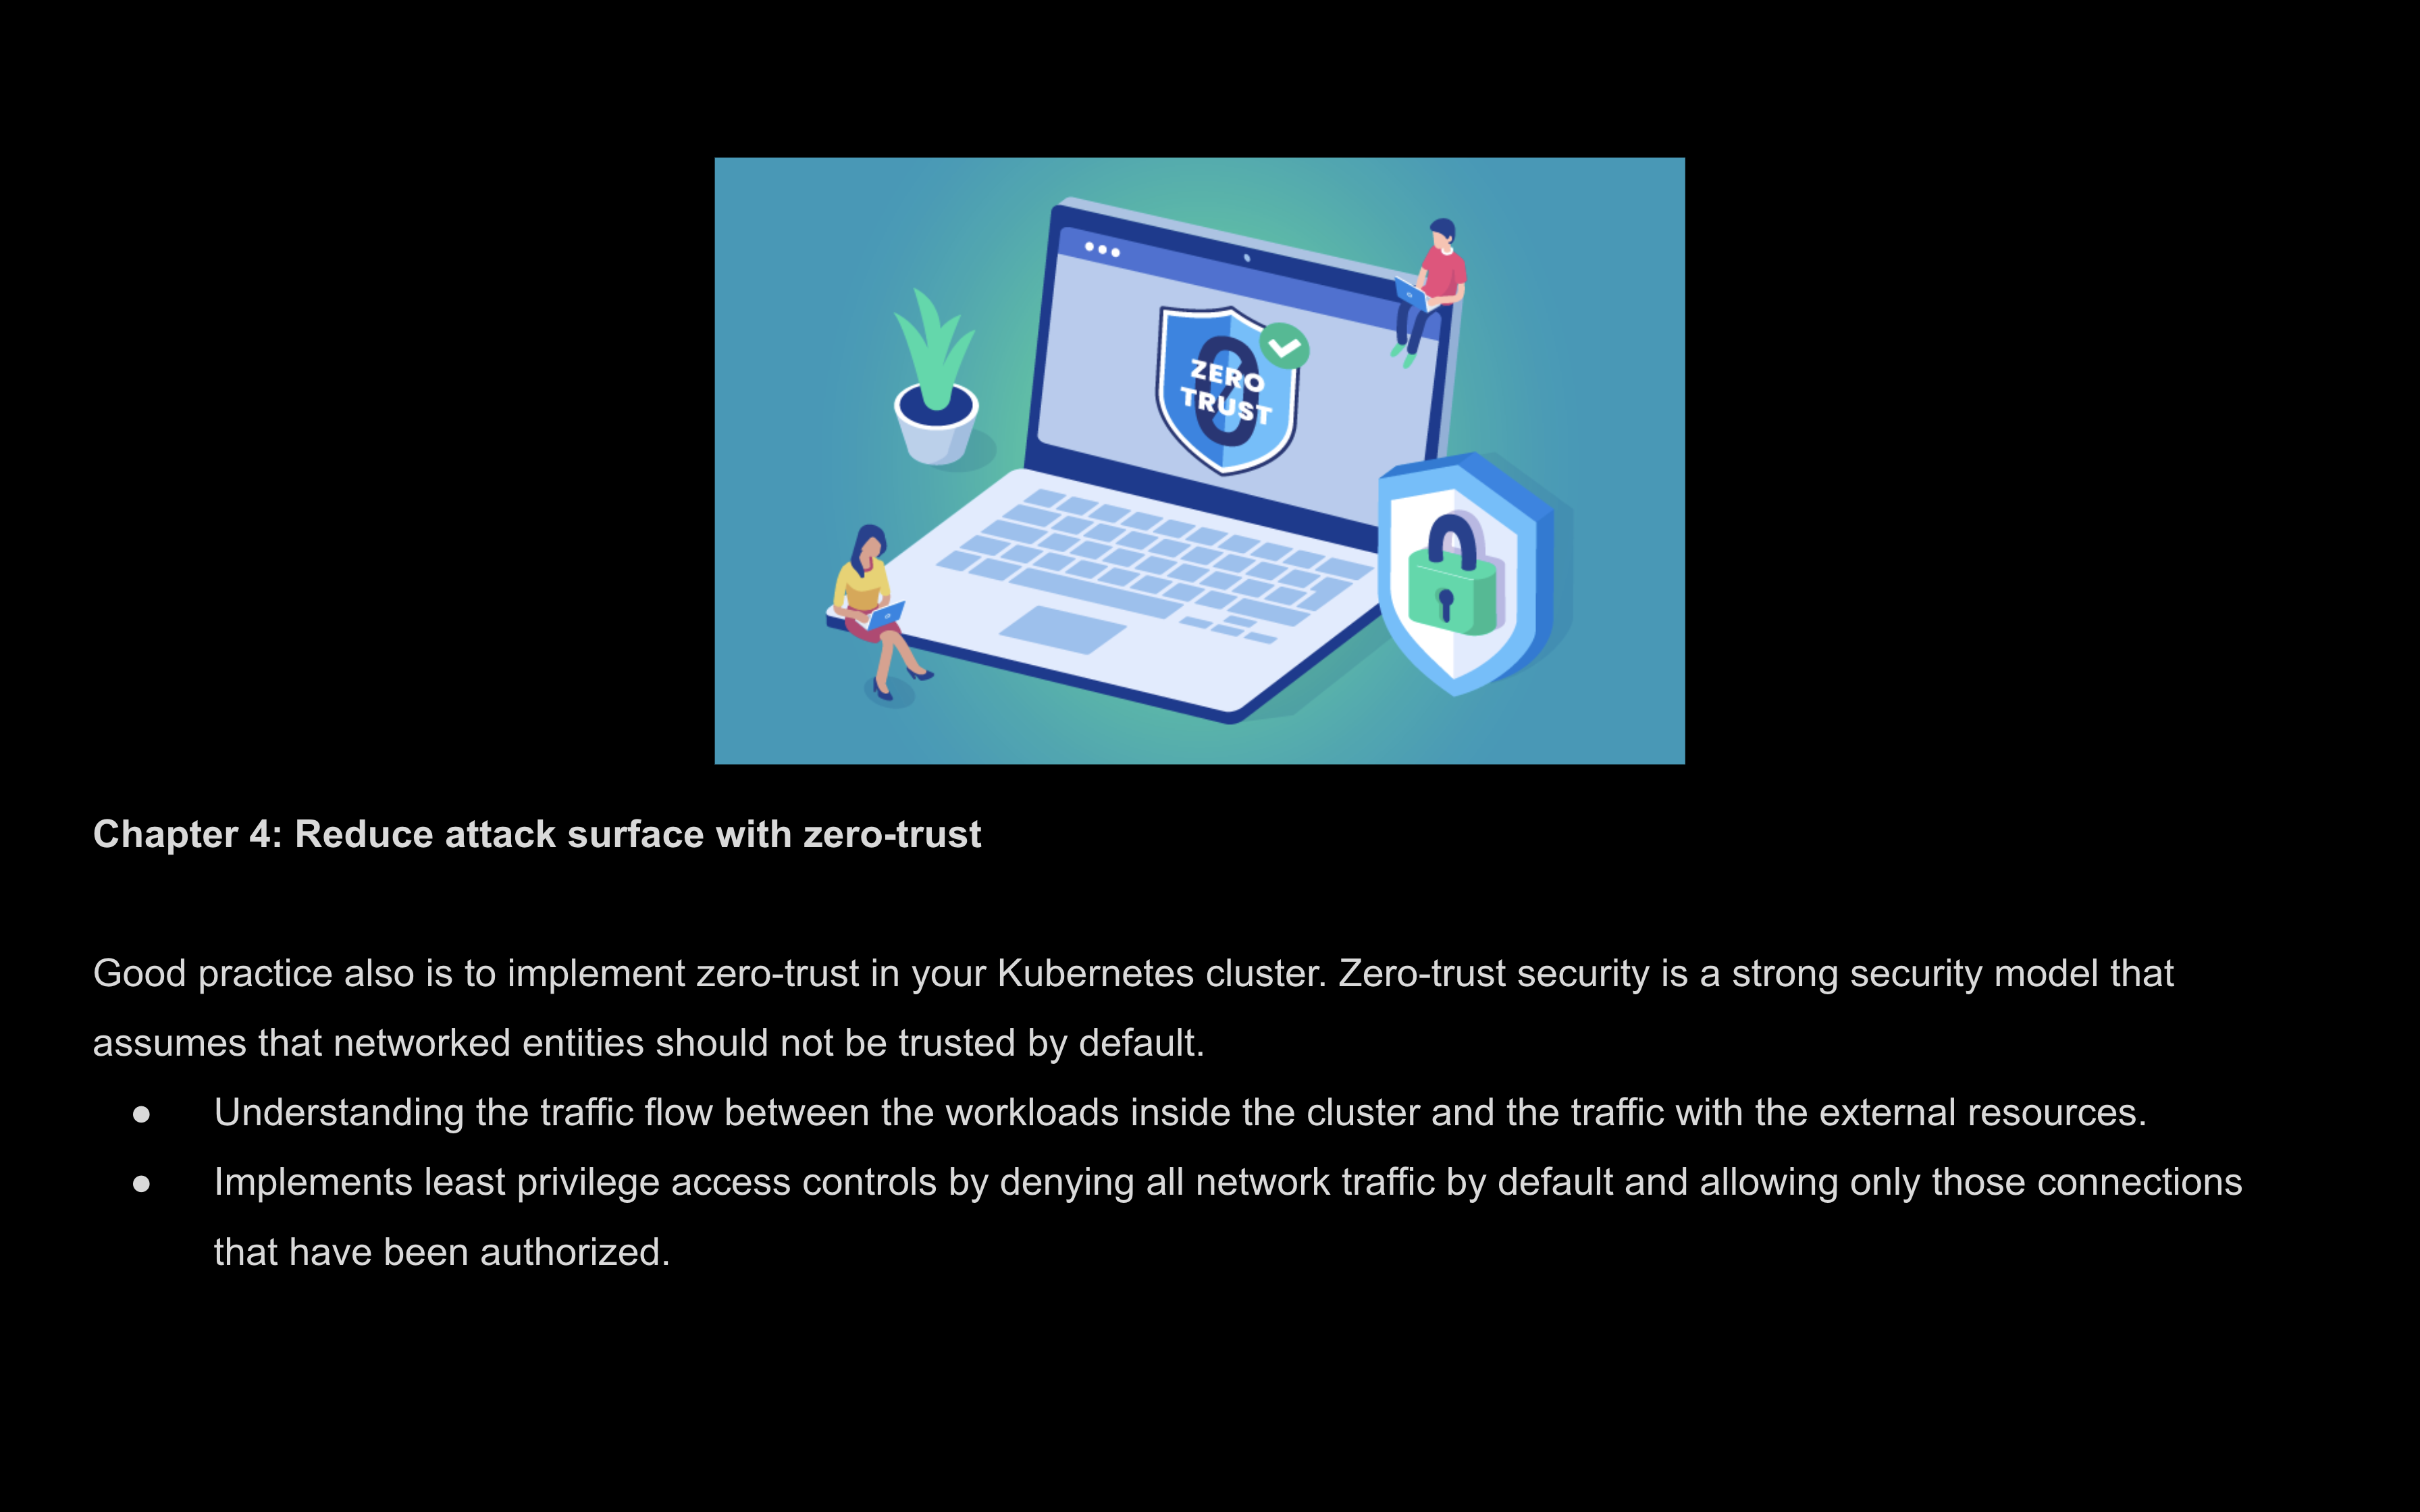 ZERO
TRUST
Chapter 4: Reduce attack surface with zero-trust
Good practice also is to implement zero-trust in your Kubernetes cluster. Zero-trust security is a strong security model that
assumes that networked entities should not be trusted by default.
● Understanding the traffic flow between the workloads inside the cluster and the traffic with the external resources.
● Implements least privilege access controls by denying all network traffic by default and allowing only those connections
that have been authorized.